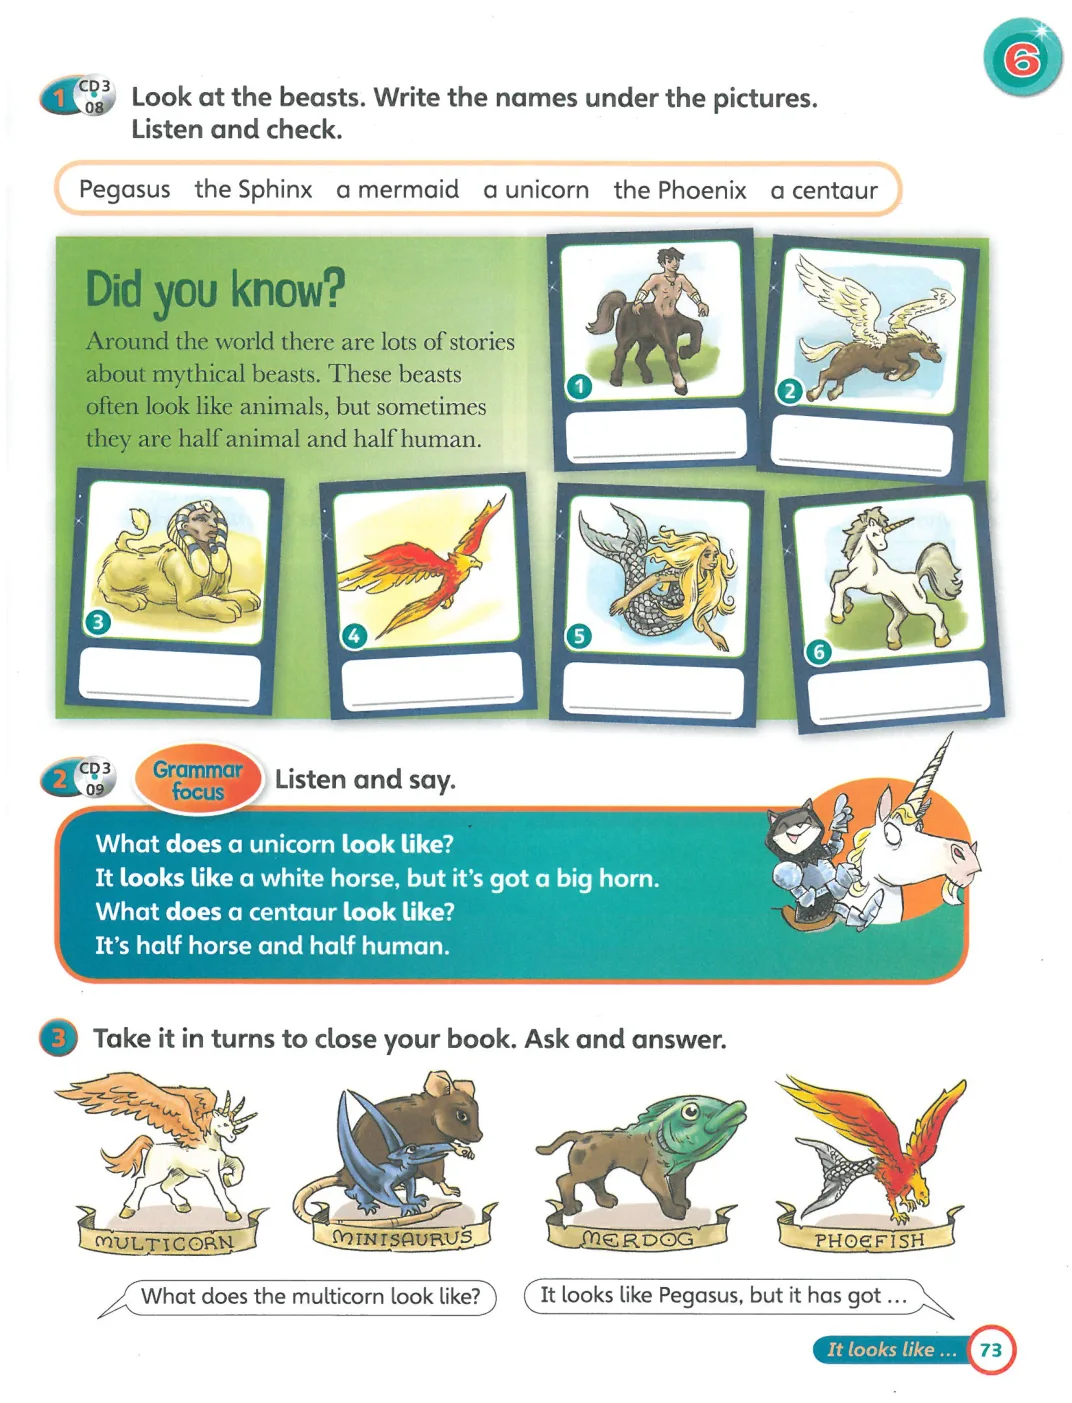 6
1 CD3 08 Look at the beasts. Write the names under the pictures.
Listen and check.
Pegasus the Sphinx a mermaid a unicorn the Phoenix a centaur
Did you know?
Around the world there are lots of stories
about mythical beasts. These beasts
often look like animals, but sometimes
they are half animal and half human.
1
2
3
4
5
6
2 CD3 09 Grammar focus Listen and say.
What does a unicorn look like?
It looks like a white horse, but it's got a big horn.
What does a centaur look like?
It's half horse and half human.
3 Take it in turns to close your book. Ask and answer.
MULTICORN
MINISAURUS
MERDOG
PHOEFISH
What does the multicorn look like?
It looks like Pegasus, but it has got ...
It looks like ... 73